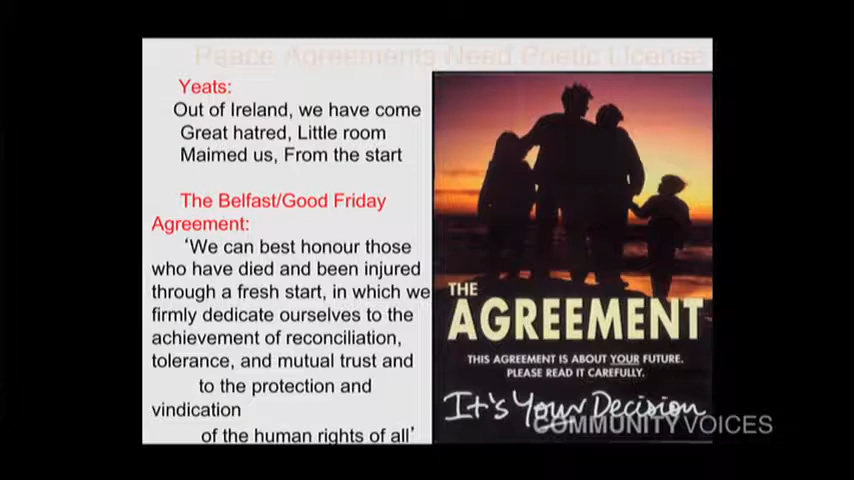 Peace Agreements Need Poetic License
Yeats:
Out of Ireland, we have come
Great hatred, Little room
Maimed us, From the start
The Belfast/Good Friday
Agreement:
‘We can best honour those
who have died and been injured
through a fresh start, in which we
firmly dedicate ourselves to the
achievement of reconciliation,
tolerance, and mutual trust and
to the protection and
vindication
of the human rights of all’
THE
AGREEMENT
THIS AGREEMENT IS ABOUT YOUR FUTURE.
PLEASE READ IT CAREFULLY.
It's Your Decision
COMMUNITY VOICES